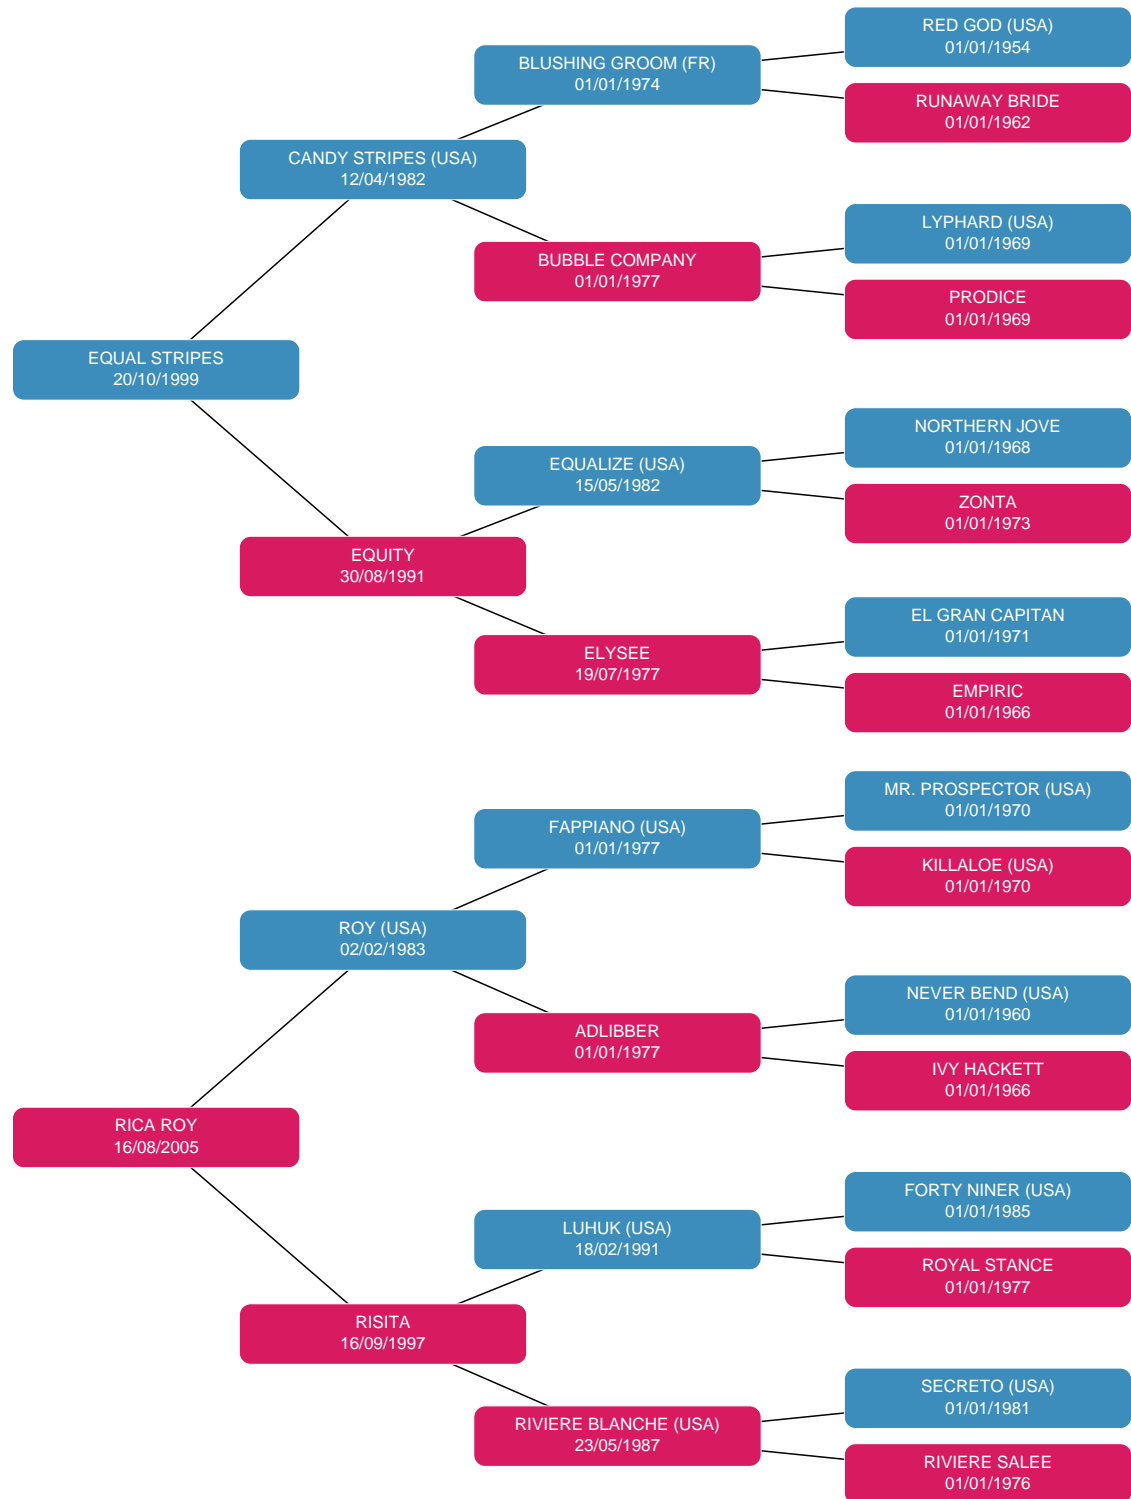 RED GOD (USA)
01/01/1954
BLUSHING GROOM (FR)
01/01/1974
RUNAWAY BRIDE
01/01/1962
CANDY STRIPES (USA)
12/04/1982
LYPHARD (USA)
01/01/1969
BUBBLE COMPANY
01/01/1977
PRODICE
01/01/1969
EQUAL STRIPES
20/10/1999
NORTHERN JOVE
01/01/1968
EQUALIZE (USA)
15/05/1982
ZONTA
01/01/1973
EQUITY
30/08/1991
EL GRAN CAPITAN
01/01/1971
ELYSEE
19/07/1977
EMPIRIC
01/01/1966
MR. PROSPECTOR (USA)
01/01/1970
FAPPIANO (USA)
01/01/1977
KILLALOE (USA)
01/01/1970
ROY (USA)
02/02/1983
NEVER BEND (USA)
01/01/1960
ADLIBBER
01/01/1977
IVY HACKETT
01/01/1966
RICA ROY
16/08/2005
FORTY NINER (USA)
01/01/1985
LUHUK (USA)
18/02/1991
ROYAL STANCE
01/01/1977
RISITA
16/09/1997
SECRETO (USA)
01/01/1981
RIVIERE BLANCHE (USA)
23/05/1987
RIVIERE SALEE
01/01/1976